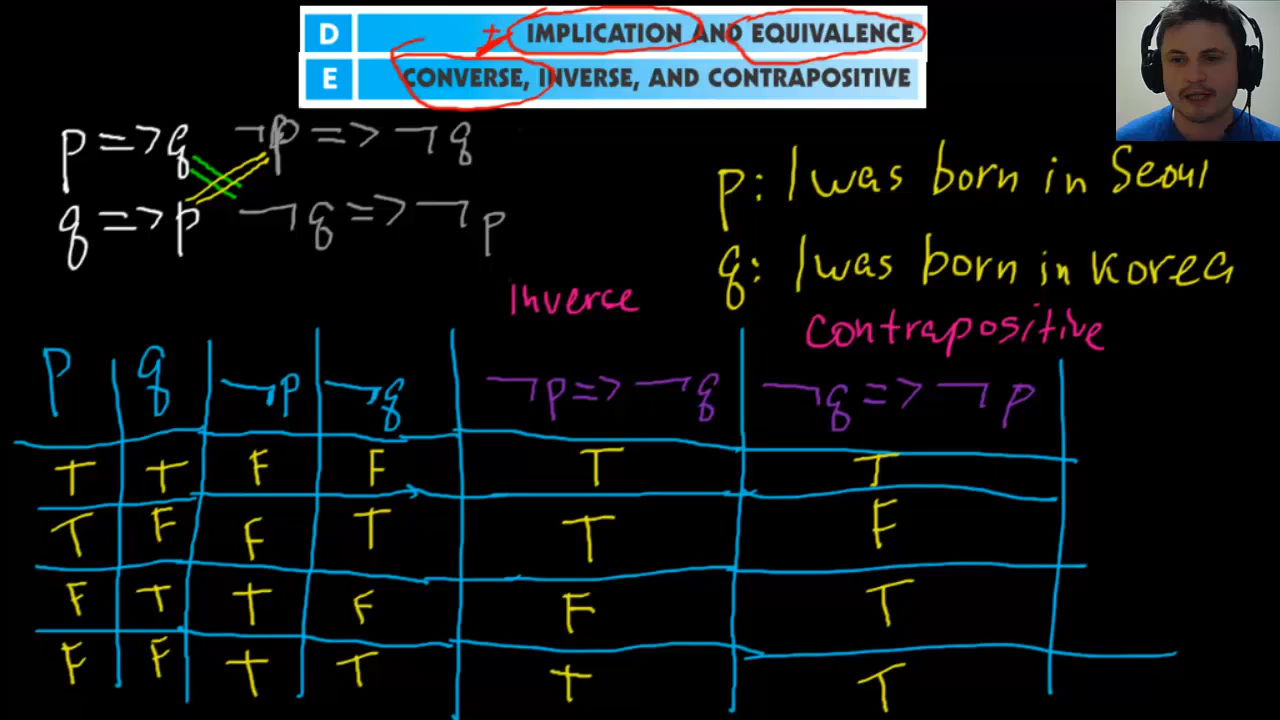 D IMPLICATION AND EQUIVALENCE
E CONVERSE, INVERSE, AND CONTRAPOSITIVE
p => q ¬p => ¬q
q => p ¬q => ¬p
p: I was born in Seoul
q: I was born in Korea
Inverse contrapositive
p q ¬p ¬q ¬p => ¬q ¬q => ¬p
T T F F T T
T F F T T F
F T T F F T
F F T T T T